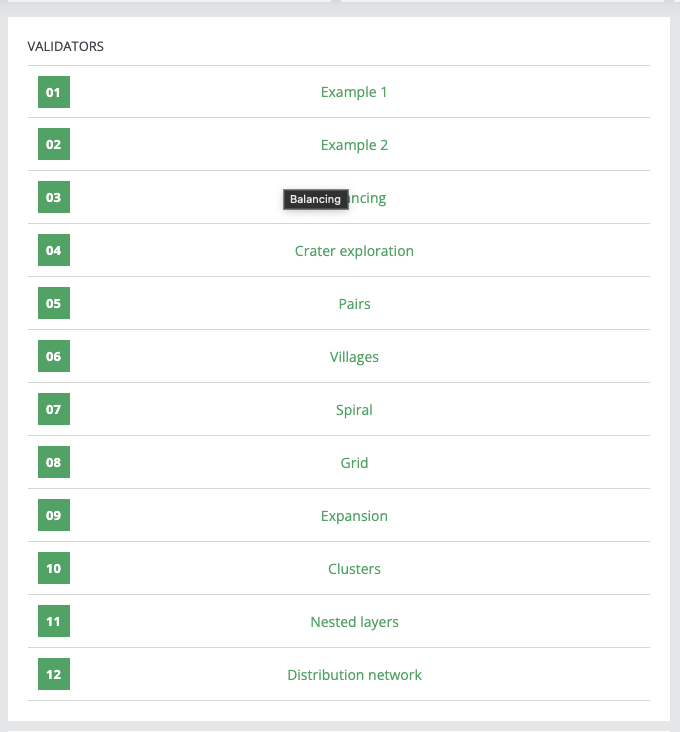 VALIDATORS
01 Example 1
02 Example 2
03 Balancing ncing
04 Crater exploration
05 Pairs
06 Villages
07 Spiral
08 Grid
09 Expansion
10 Clusters
11 Nested layers
12 Distribution network